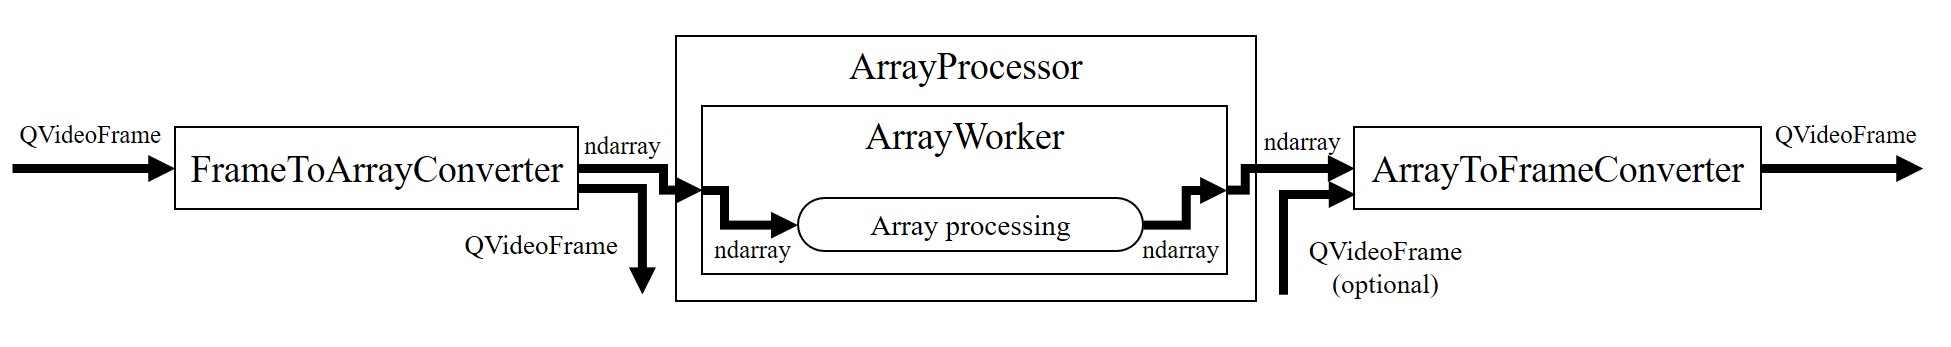 QVideoFrame
FrameToArrayConverter
ndarray
QVideoFrame
ArrayProcessor
ArrayWorker
ndarray
Array processing
ndarray
ndarray
QVideoFrame
(optional)
ArrayToFrameConverter
QVideoFrame